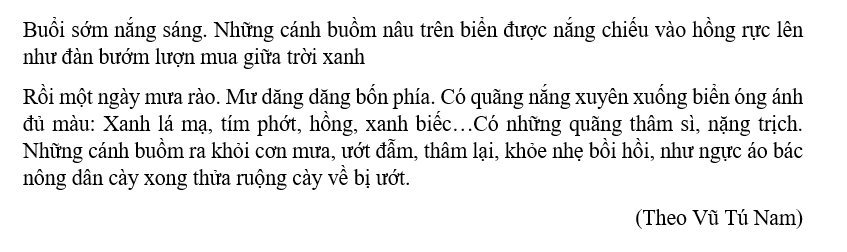 Buổi sớm nắng sáng. Những cánh buồm nâu trên biển được nắng chiếu vào hồng rực lên
như đàn bướm lượn mua giữa trời xanh
Rồi một ngày mưa rào. Mư dăng dăng bốn phía. Có quãng nắng xuyên xuống biển óng ánh
đủ màu: Xanh lá mạ, tím phớt, hồng, xanh biếc…Có những quãng thâm sì, nặng trịch.
Những cánh buồm ra khỏi cơn mưa, ướt đẫm, thâm lại, khỏe nhẹ bồi hồi, như ngực áo bác
nông dân cày xong thửa ruộng cày về bị ướt.
(Theo Vũ Tú Nam)